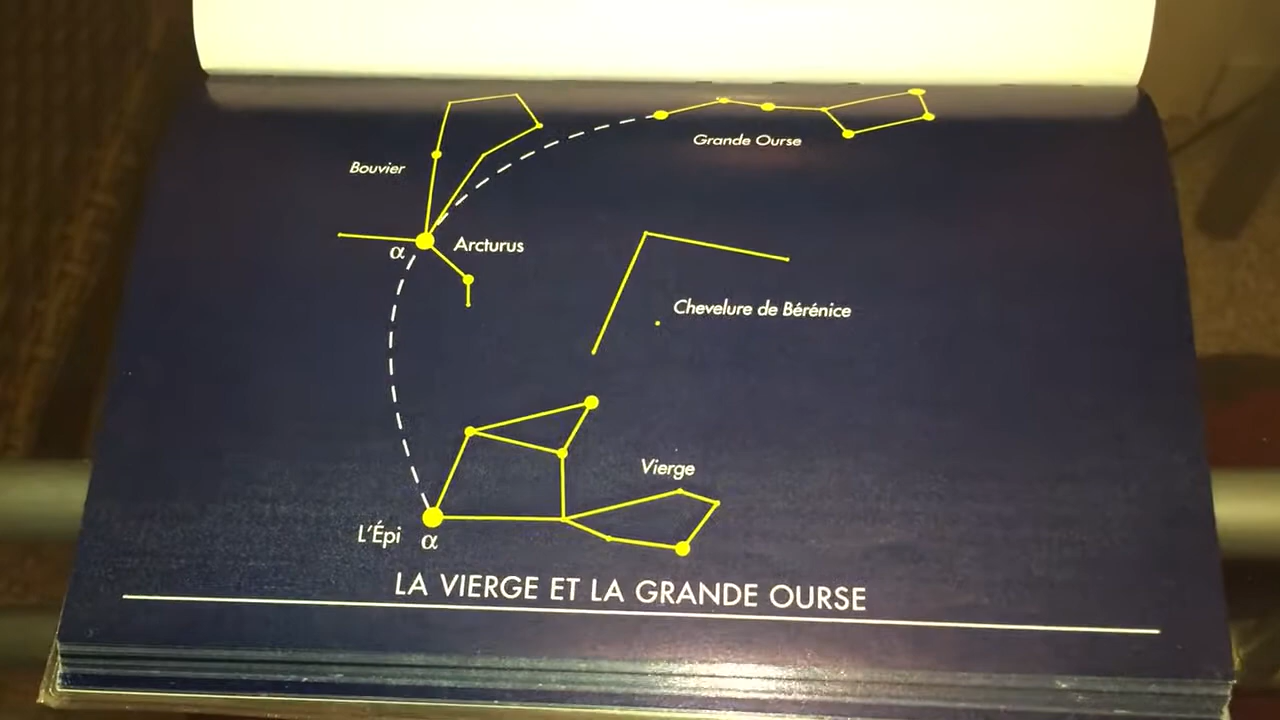 Grande Ourse
Bouvier
α Arcturus
Chevelure de Bérénice
Vierge
L'Épi α
LA VIERGE ET LA GRANDE OURSE